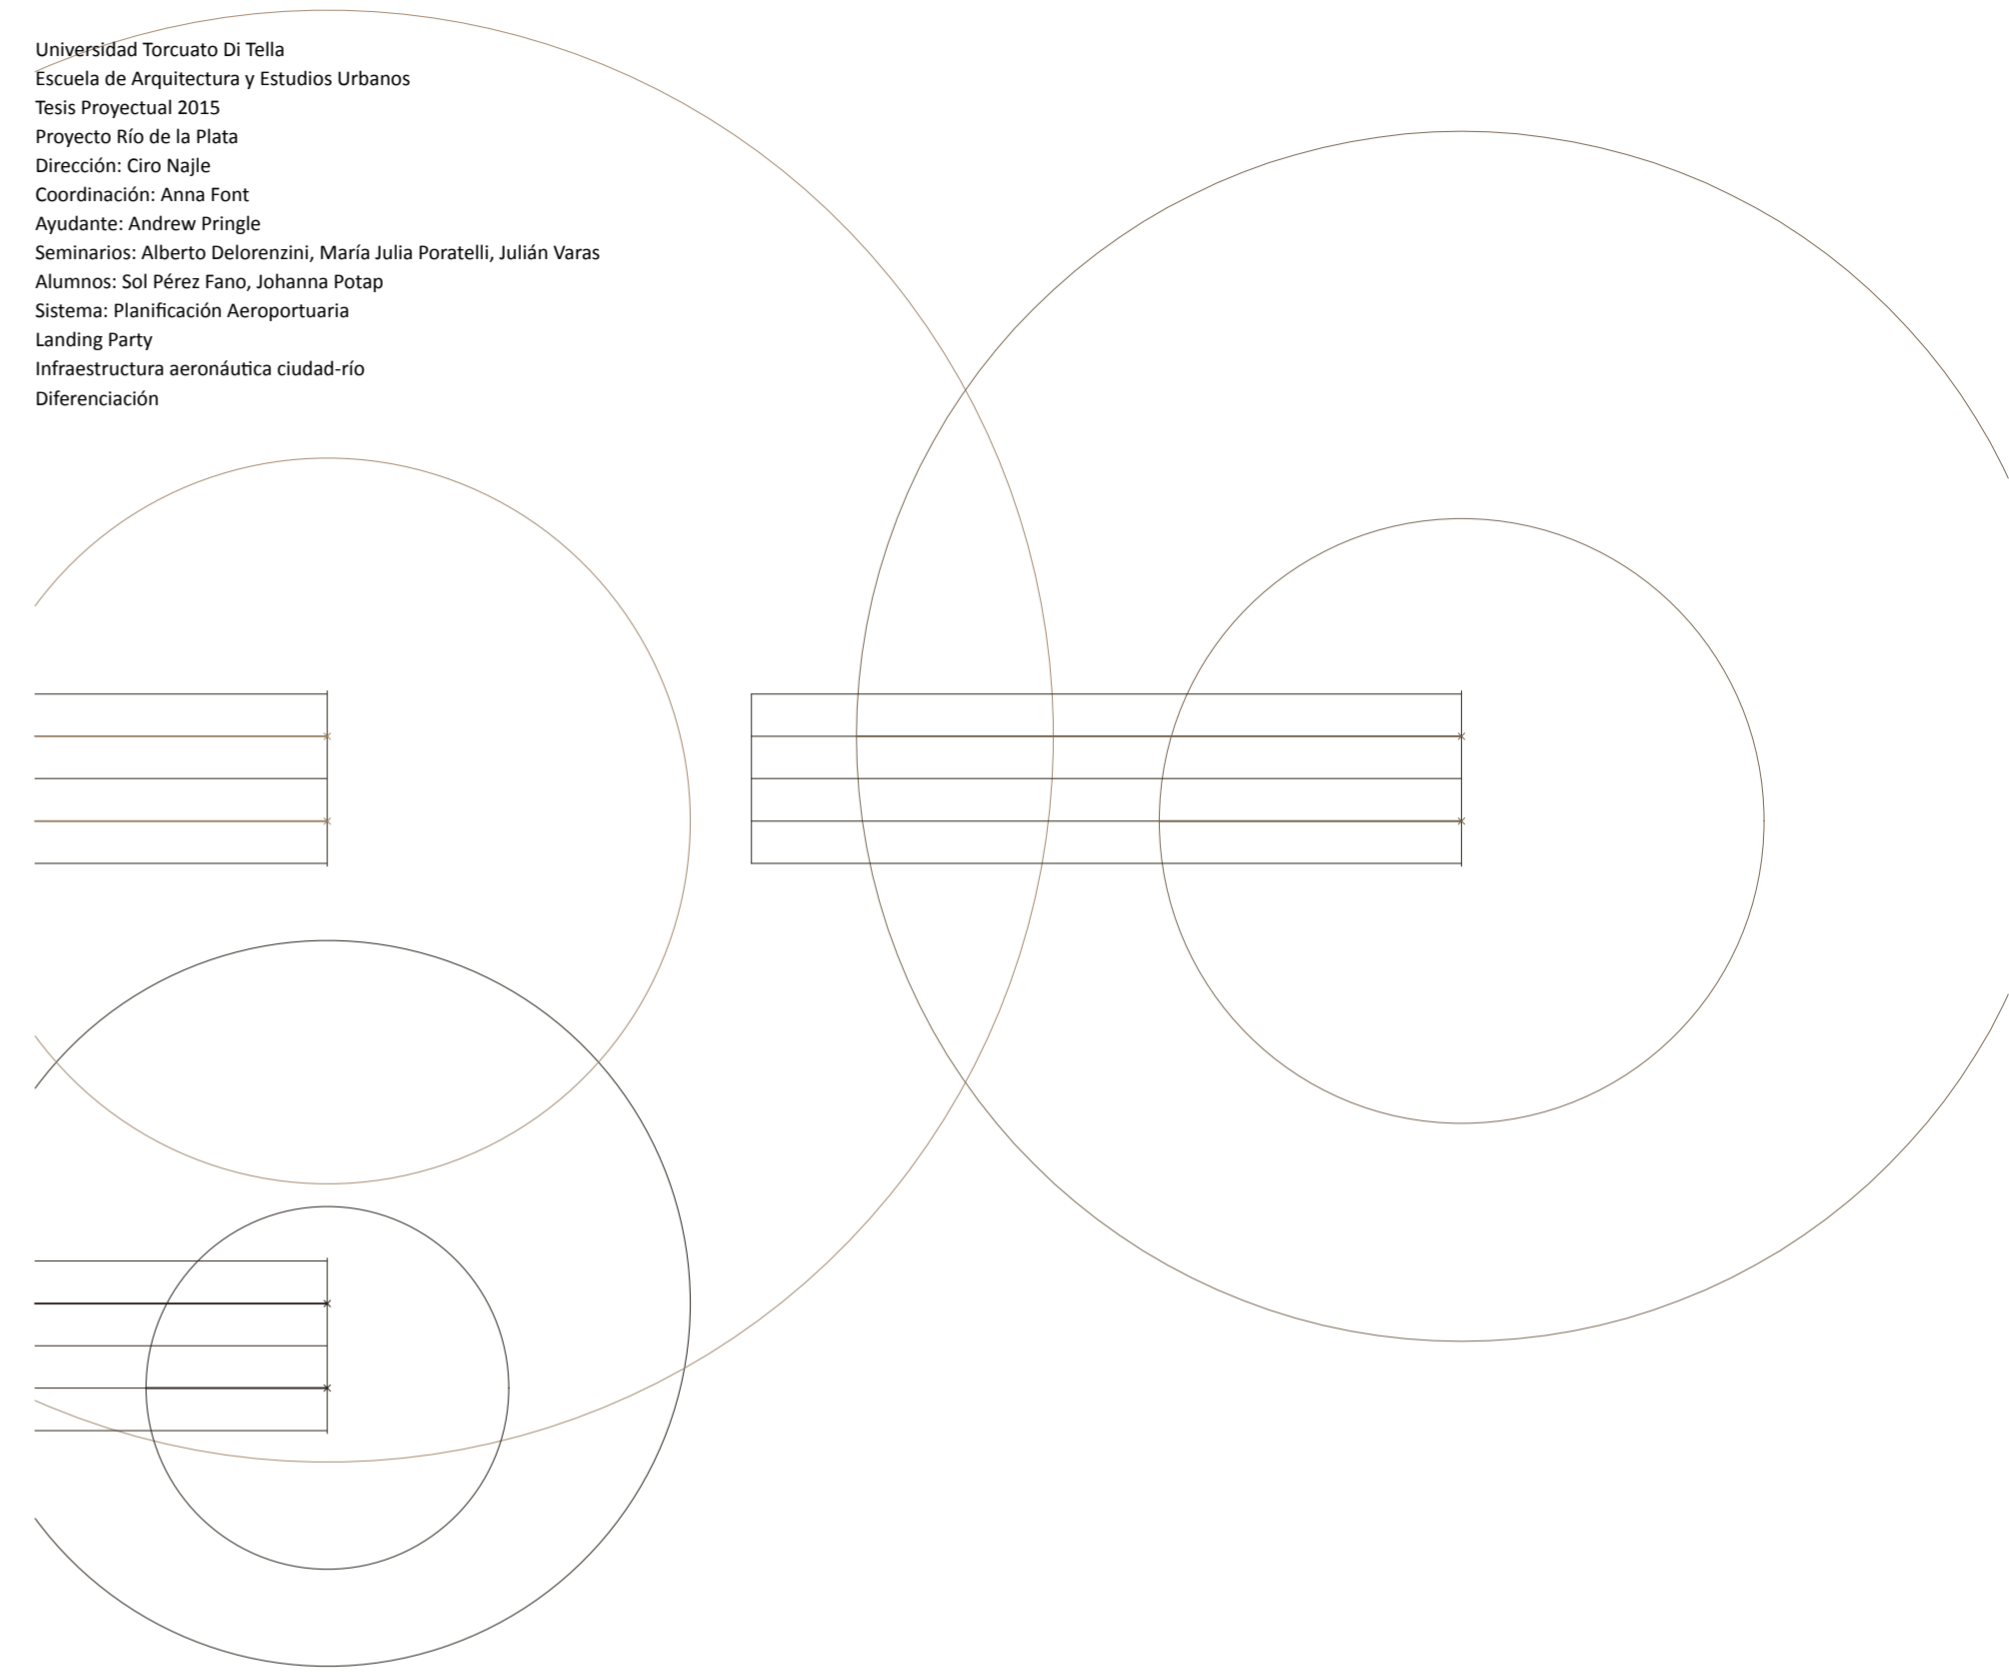 Universidad Torcuato Di Tella
Escuela de Arquitectura y Estudios Urbanos
Tesis Proyectual 2015
Proyecto Río de la Plata
Dirección: Ciro Najle
Coordinación: Anna Font
Ayudante: Andrew Pringle
Seminarios: Alberto Delorenzini, María Julia Poratelli, Julián Varas
Alumnos: Sol Pérez Fano, Johanna Potap
Sistema: Planificación Aeroportuaria
Landing Party
Infraestructura aeronáutica ciudad-río
Diferenciación